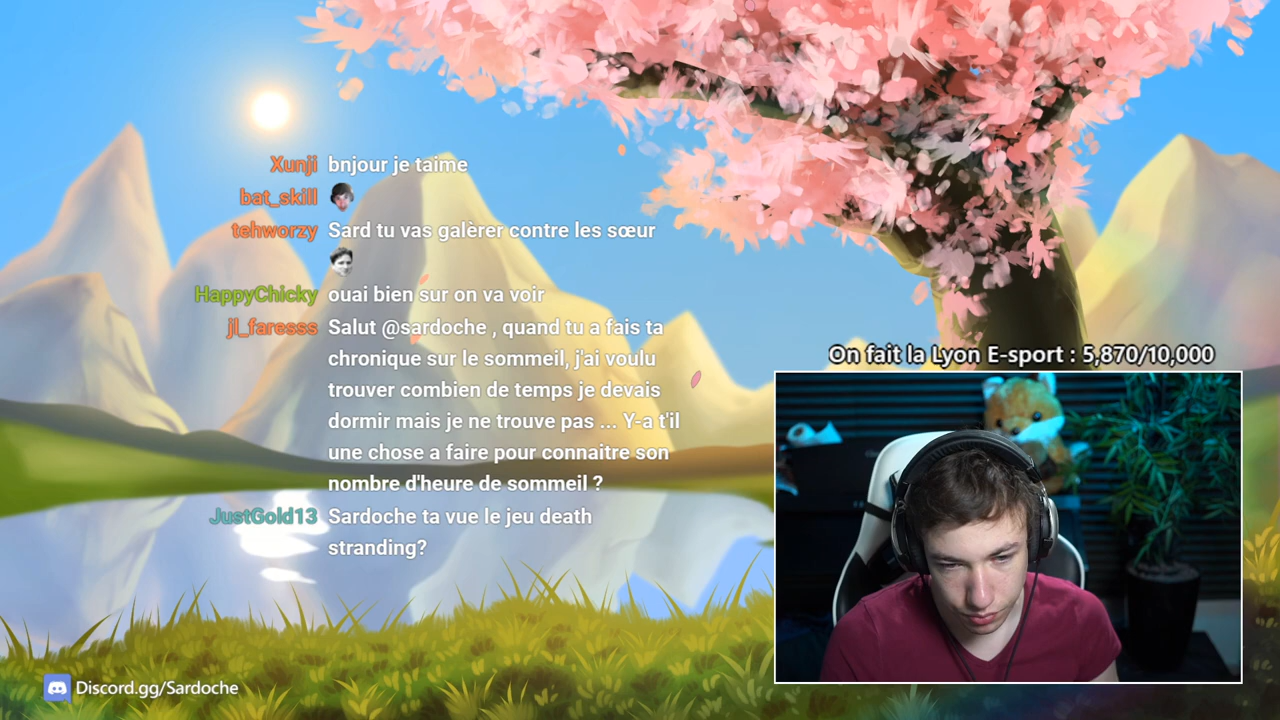 Xunji bnjour je taime
bat_skill
tehworzy Sard tu vas galèrer contre les sœur
HappyChicky ouai bien sur on va voir
jl_faresss Salut @sardoche , quand tu a fais ta
chronique sur le sommeil, j'ai voulu
trouver combien de temps je devais
dormir mais je ne trouve pas ... Y-a t'il
une chose a faire pour connaitre son
nombre d'heure de sommeil ?
JustGold13 Sardoche ta vue le jeu death
stranding?
On fait la Lyon E-sport : 5,870/10,000
Discord.gg/Sardoche